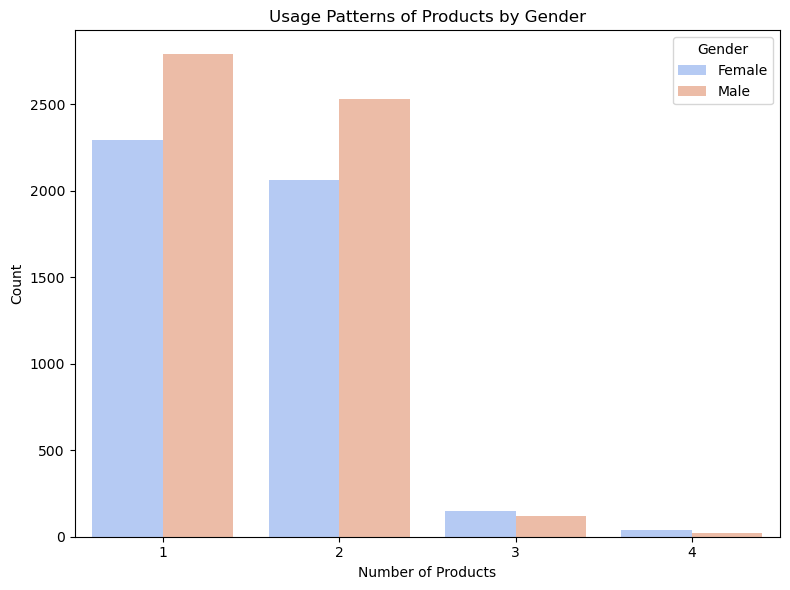 Usage Patterns of Products by Gender
Gender
Female
Male
Count
2500
2000
1500
1000
500
0
1 2 3 4
Number of Products